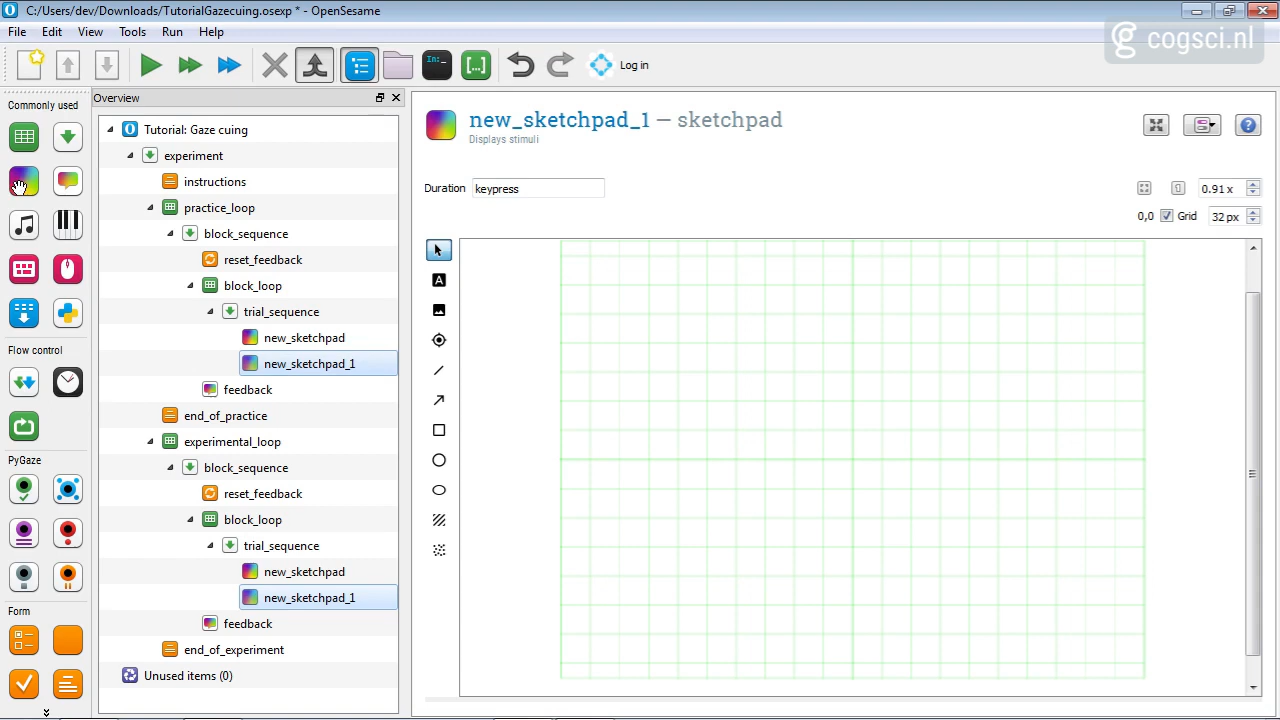 C:/Users/dev/Downloads/TutorialGazecuing.osexp * - OpenSesame
File Edit View Tools Run Help
cogsci.nl
In:_
[...]
Log in
Commonly used
Overview
Tutorial: Gaze cuing
experiment
instructions
practice_loop
block_sequence
reset_feedback
block_loop
trial_sequence
new_sketchpad
new_sketchpad_1
feedback
end_of_practice
experimental_loop
block_sequence
reset_feedback
block_loop
trial_sequence
new_sketchpad
new_sketchpad_1
feedback
end_of_experiment
Unused items (0)
Flow control
PyGaze
Form
new_sketchpad_1 — sketchpad
Displays stimuli
Duration keypress
0.91 x
0,0 Grid 32 px
A